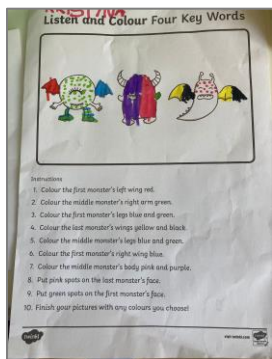 KRISTINA
Listen and Colour Four Key Words
Instructions
1. Colour the first monster's left wing red.
2. Colour the middle monster's right arm green.
3. Colour the first monster's legs blue and green.
4. Colour the last monster's wings yellow and black.
5. Colour the middle monster's legs blue and green.
6. Colour the first monster's right wing blue.
7. Colour the middle monster's body pink and purple.
8. Put pink spots on the last monster's face.
9. Put green spots on the first monster's face.
10. Finish your pictures with any colours you choose!
twinkl